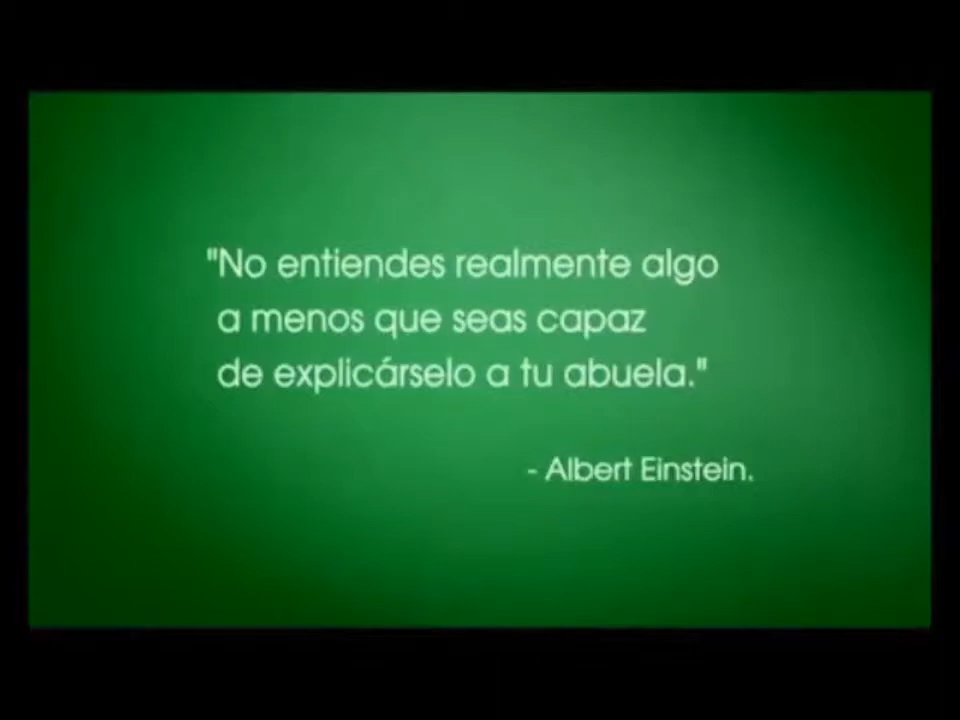 "No entiendes realmente algo
a menos que seas capaz
de explicárselo a tu abuela."
- Albert Einstein.